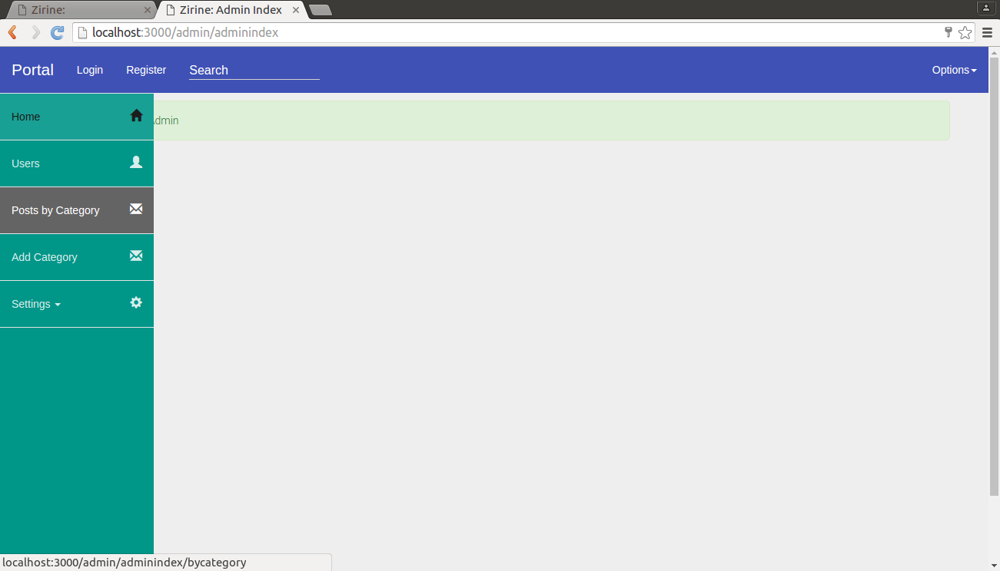 Zirine:
Zirine: Admin Index
localhost:3000/admin/adminindex
Portal Login Register Search Options
Home
Admin
Users
Posts by Category
Add Category
Settings
localhost:3000/admin/adminindex/bycategory